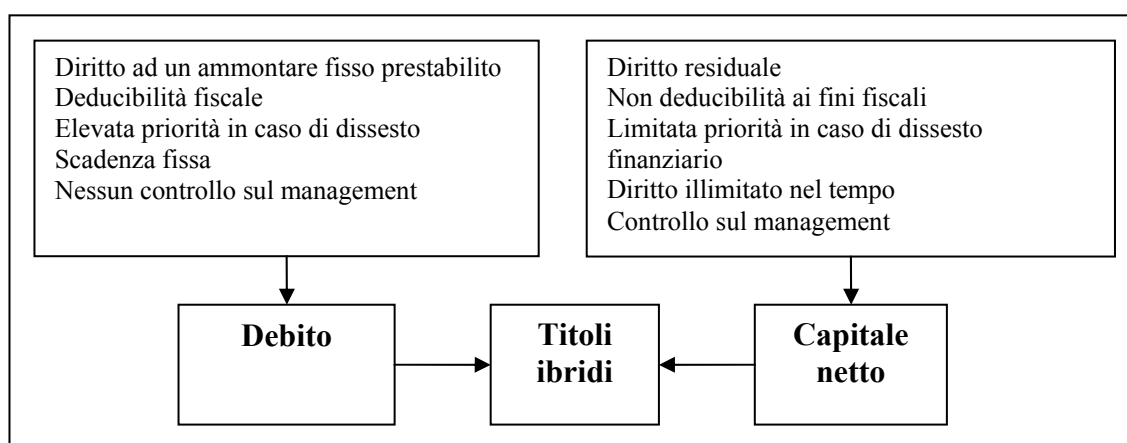 Diritto ad un ammontare fisso prestabilito
Deducibilità fiscale
Elevata priorità in caso di dissesto
Scadenza fissa
Nessun controllo sul management
Diritto residuale
Non deducibilità ai fini fiscali
Limitata priorità in caso di dissesto
finanziario
Diritto illimitato nel tempo
Controllo sul management
Debito
Titoli
ibridi
Capitale
netto